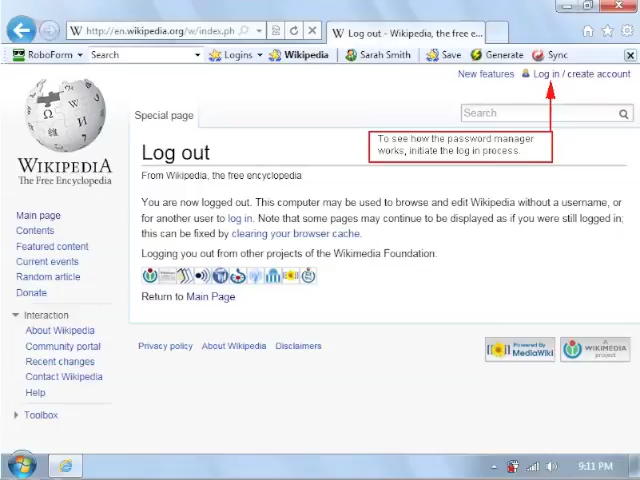 http://en.wikipedia.org/w/index.ph
Log out - Wikipedia, the free e...
RoboForm
Search
Logins
Wikipedia
Sarah Smith
Save
Generate
Sync
New features
Log in / create account
Special page
Search
To see how the password manager
works, initiate the log in process.
WIKIPEDIA
The Free Encyclopedia
Log out
From Wikipedia, the free encyclopedia
You are now logged out. This computer may be used to browse and edit Wikipedia without a username, or
for another user to log in. Note that some pages may continue to be displayed as if you were still logged in;
this can be fixed by clearing your browser cache.
Logging you out from other projects of the Wikimedia Foundation.
Return to Main Page
Main page
Contents
Featured content
Current events
Random article
Donate
Interaction
About Wikipedia
Community portal
Recent changes
Contact Wikipedia
Help
Toolbox
Privacy policy
About Wikipedia
Disclaimers
Powered By
MediaWiki
A
WIKIMEDIA
project
9:11 PM